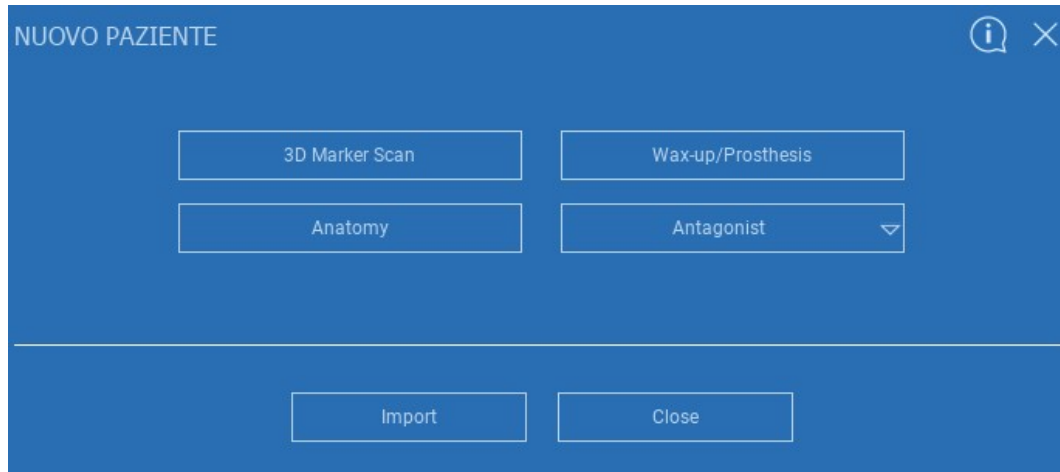 NUOVO PAZIENTE
3D Marker Scan
Wax-up/Prosthesis
Anatomy
Antagonist
Import
Close